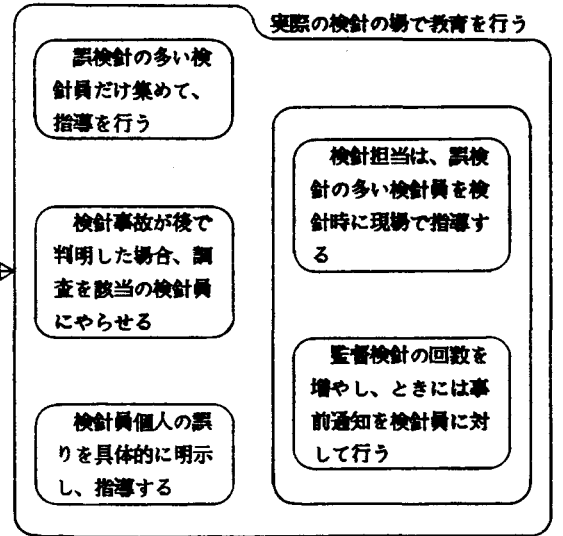 実際の検針の場で教育を行う
誤検針の多い検
針員だけ集めて、
指導を行う
検針事故が後で
判明した場合、調
査を該当の検針員
にやらせる
検針員個人の誤
りを具体的に明示
し、指導する
検針担当は、誤検
針の多い検針員を検
針時に現場で指導す
る
監督検針の回数を
増やし、ときには事
前通知を検針員に対
して行う